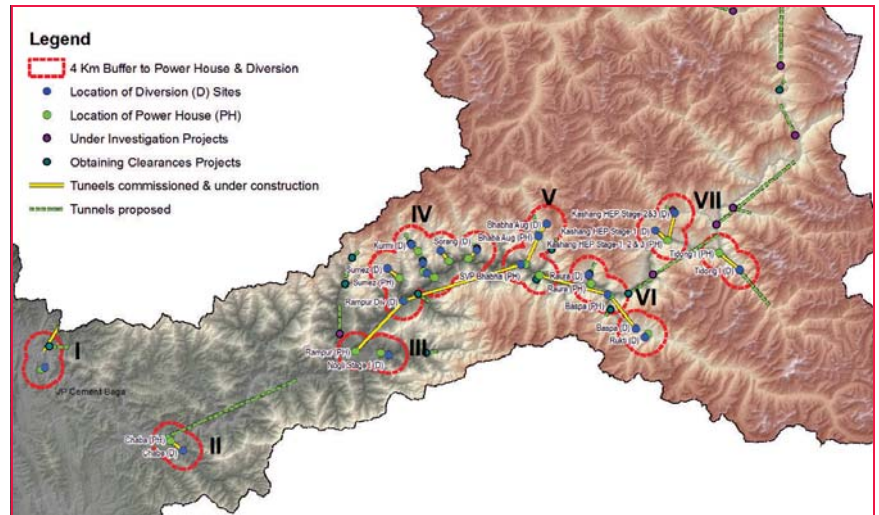 Legend
4 Km Buffer to Power House & Diversion
Location of Diversion (D) Sites
Location of Power House (PH)
Under Investigation Projects
Obtaining Clearances Projects
Tuneels commissioned & under construction
Tunnels proposed
I
II
III
IV
V
VI
VII
Kurmi (D)
Sorang (D)
Sumez (D)
Sumez (PH)
Rampur Div (D)
Rampur (PH)
Nogli Stage I (D)
Bhabha Aug (D)
Bhaba Aug (PH)
SVP Bhabha (PH)
Raura (D)
Raura (PH)
Baspa (PH)
Baspa (D)
Rukti (D)
Kashang HEP Stage-2&3 (D)
Kashang HEP Stage-1 (D)
Kashang HEP Stage- 1, 2 & 3 (PH)
Tidong 1 (PH)
Tidong 1 (D)
JP Cement Baga
Chaba (PH)
Chaba (D)